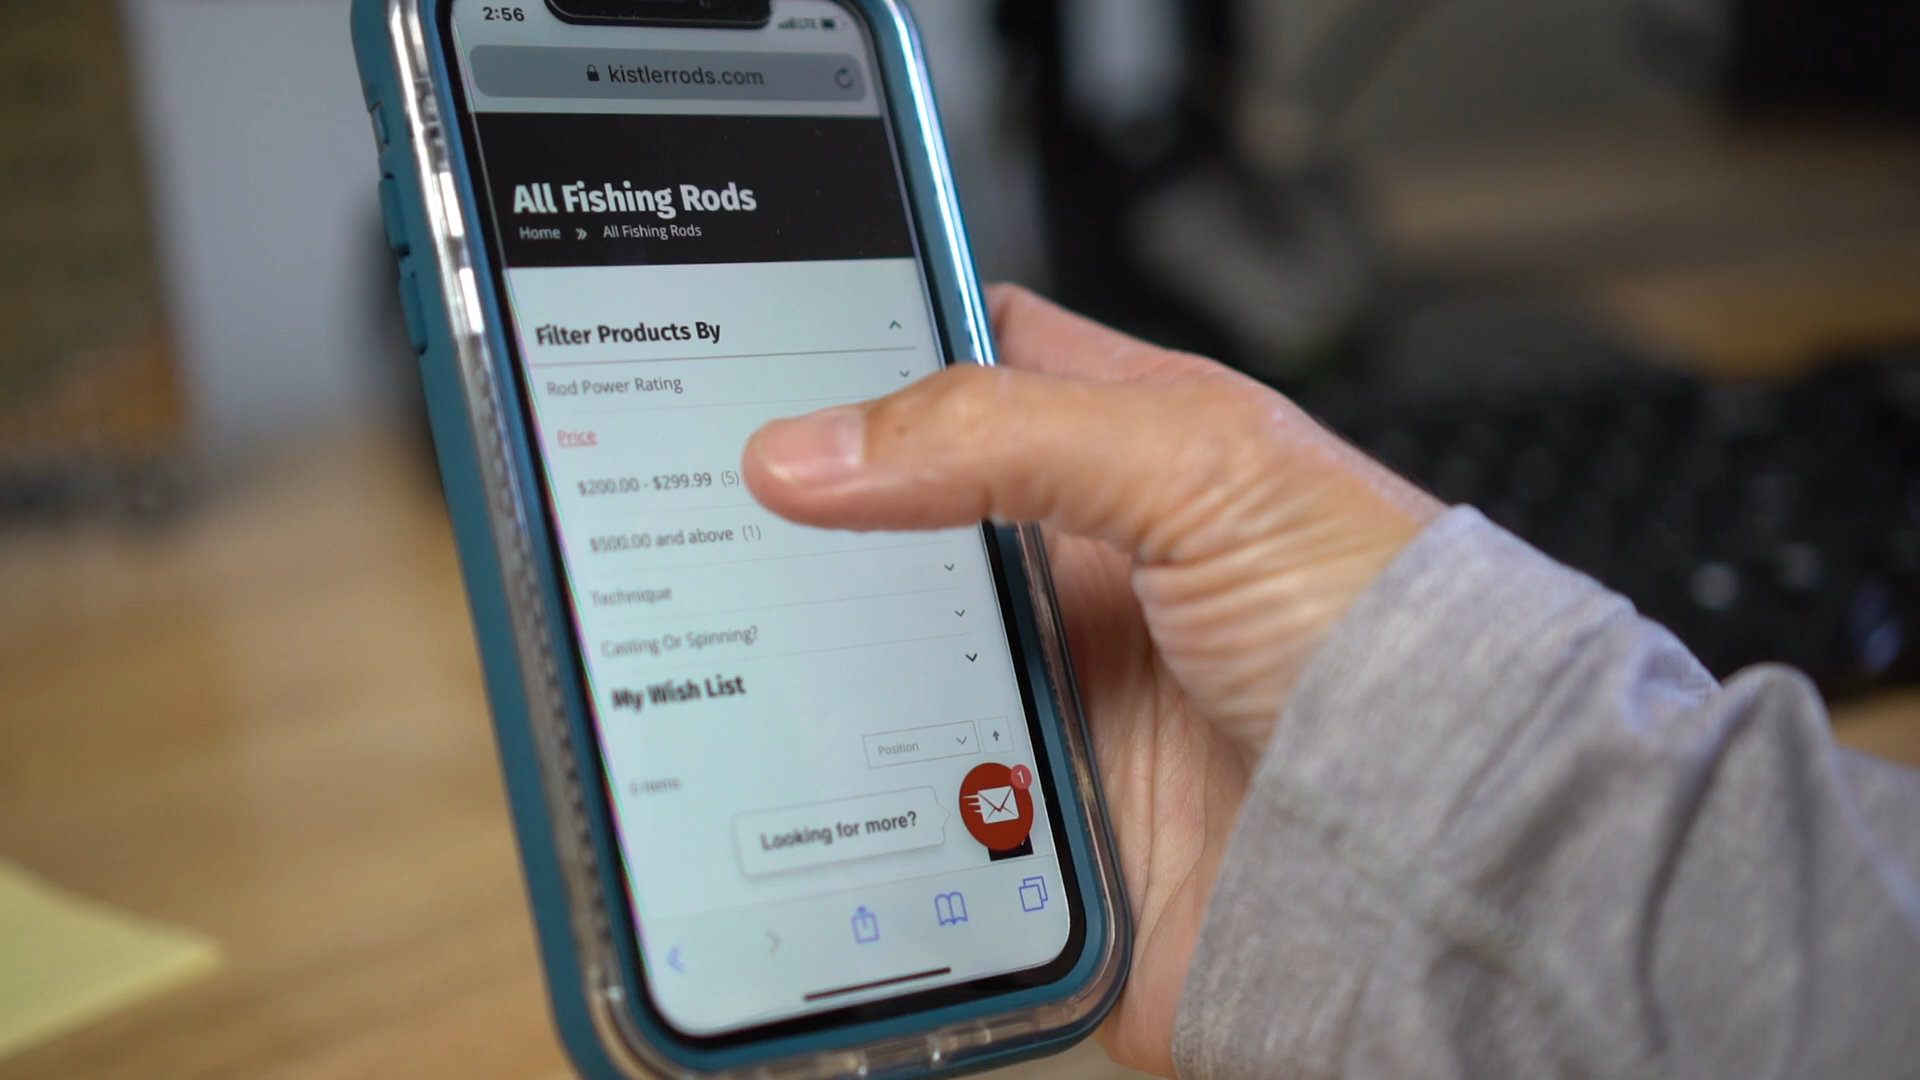 2:56
LTE
kistlerrods.com
All Fishing Rods
Home » All Fishing Rods
Filter Products By
Rod Power Rating
Price
$200.00 - $299.99 (5)
$500.00 and above (1)
Technique
Casting Or Spinning?
My Wish List
Position
Items
1
Looking for more?